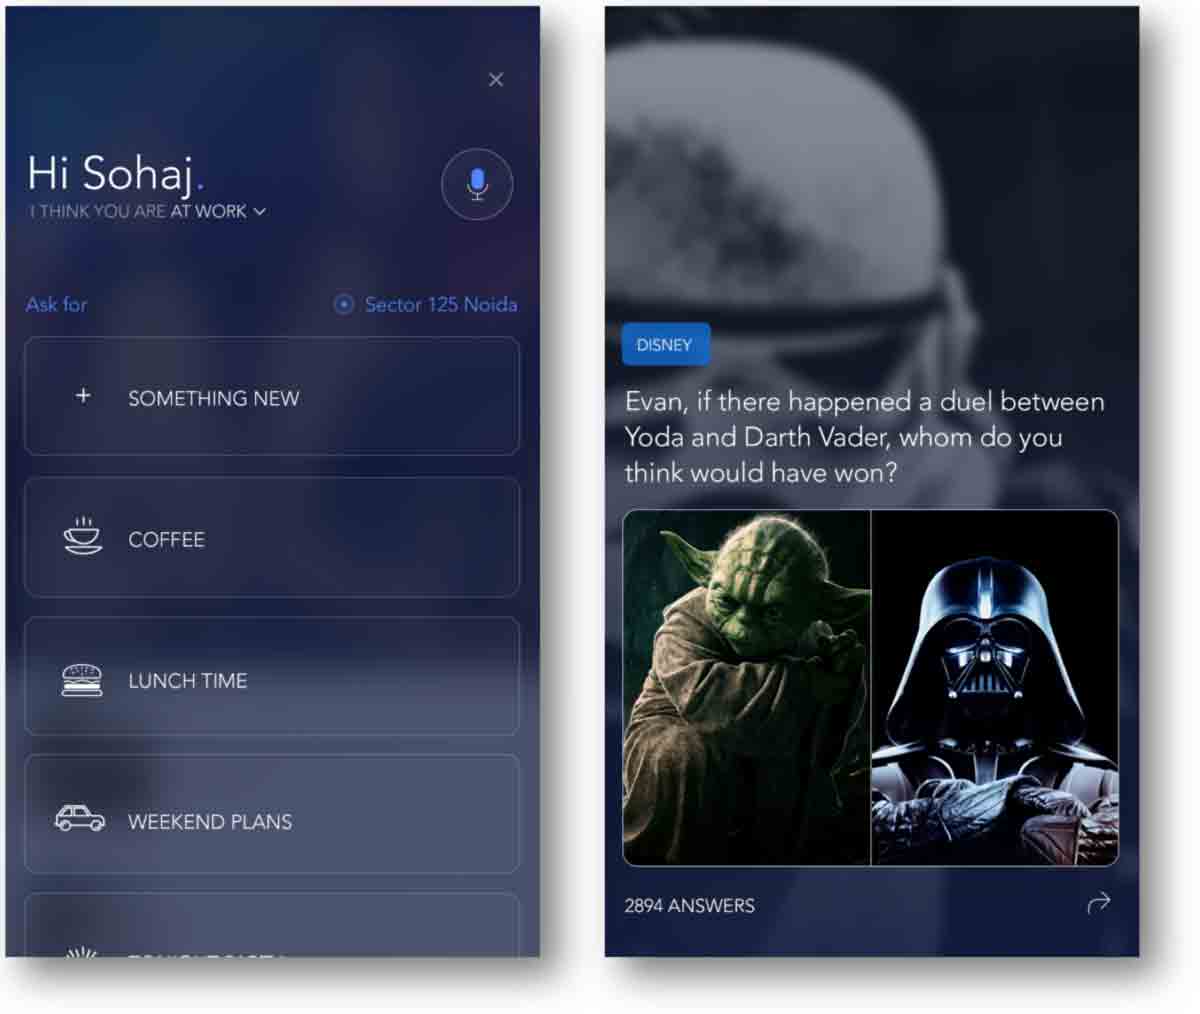 Hi Sohaj.
I THINK YOU ARE AT WORK
Ask for
Sector 125 Noida
+ SOMETHING NEW
COFFEE
LUNCH TIME
WEEKEND PLANS
DISNEY
Evan, if there happened a duel between
Yoda and Darth Vader, whom do you
think would have won?
2894 ANSWERS